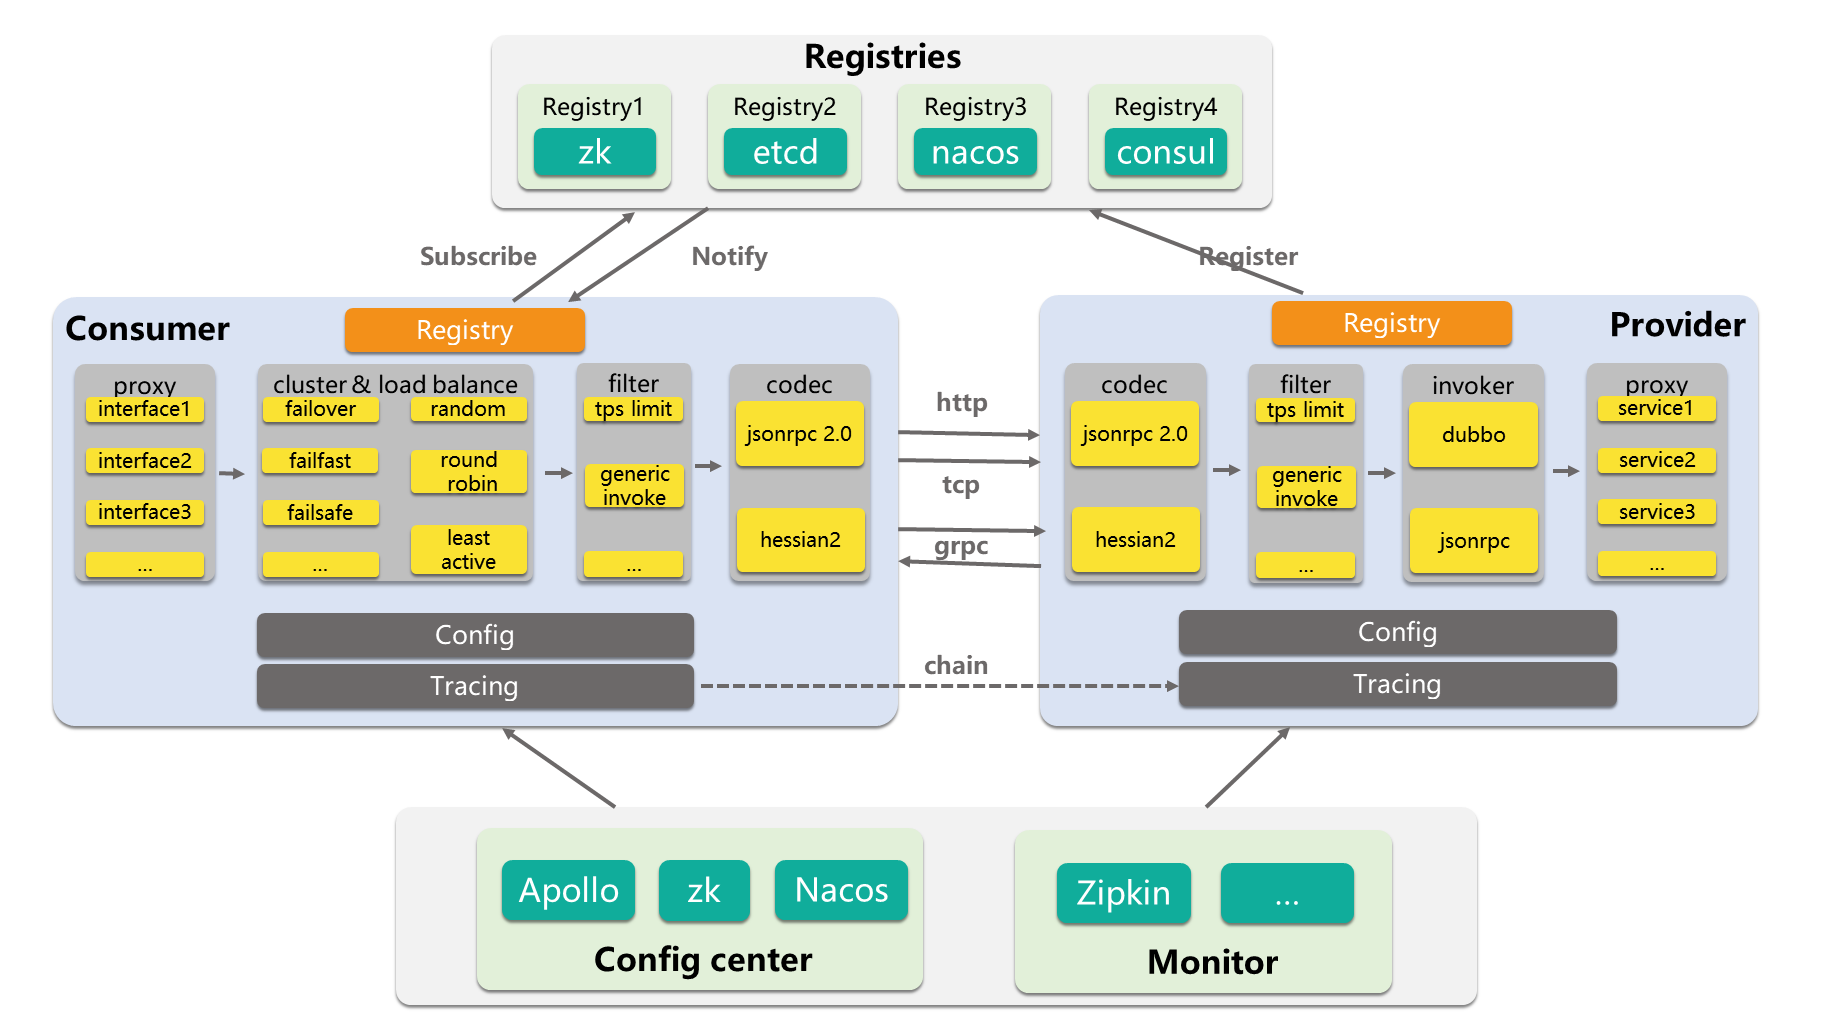 Registries
Registry1
zk
Registry2
etcd
Registry3
nacos
Registry4
consul
Subscribe
Notify
Register
Consumer
Registry
proxy
interface1
interface2
interface3
...
cluster & load balance
failover
failfast
failsafe
...
random
round
robin
least
active
filter
tps limit
generic
invoke
...
codec
jsonrpc 2.0
hessian2
Config
Tracing
http
tcp
grpc
chain
Provider
Registry
codec
jsonrpc 2.0
hessian2
filter
tps limit
generic
invoke
...
invoker
dubbo
jsonrpc
proxy
service1
service2
service3
...
Config
Tracing
Apollo
zk
Nacos
Config center
Zipkin
...
Monitor